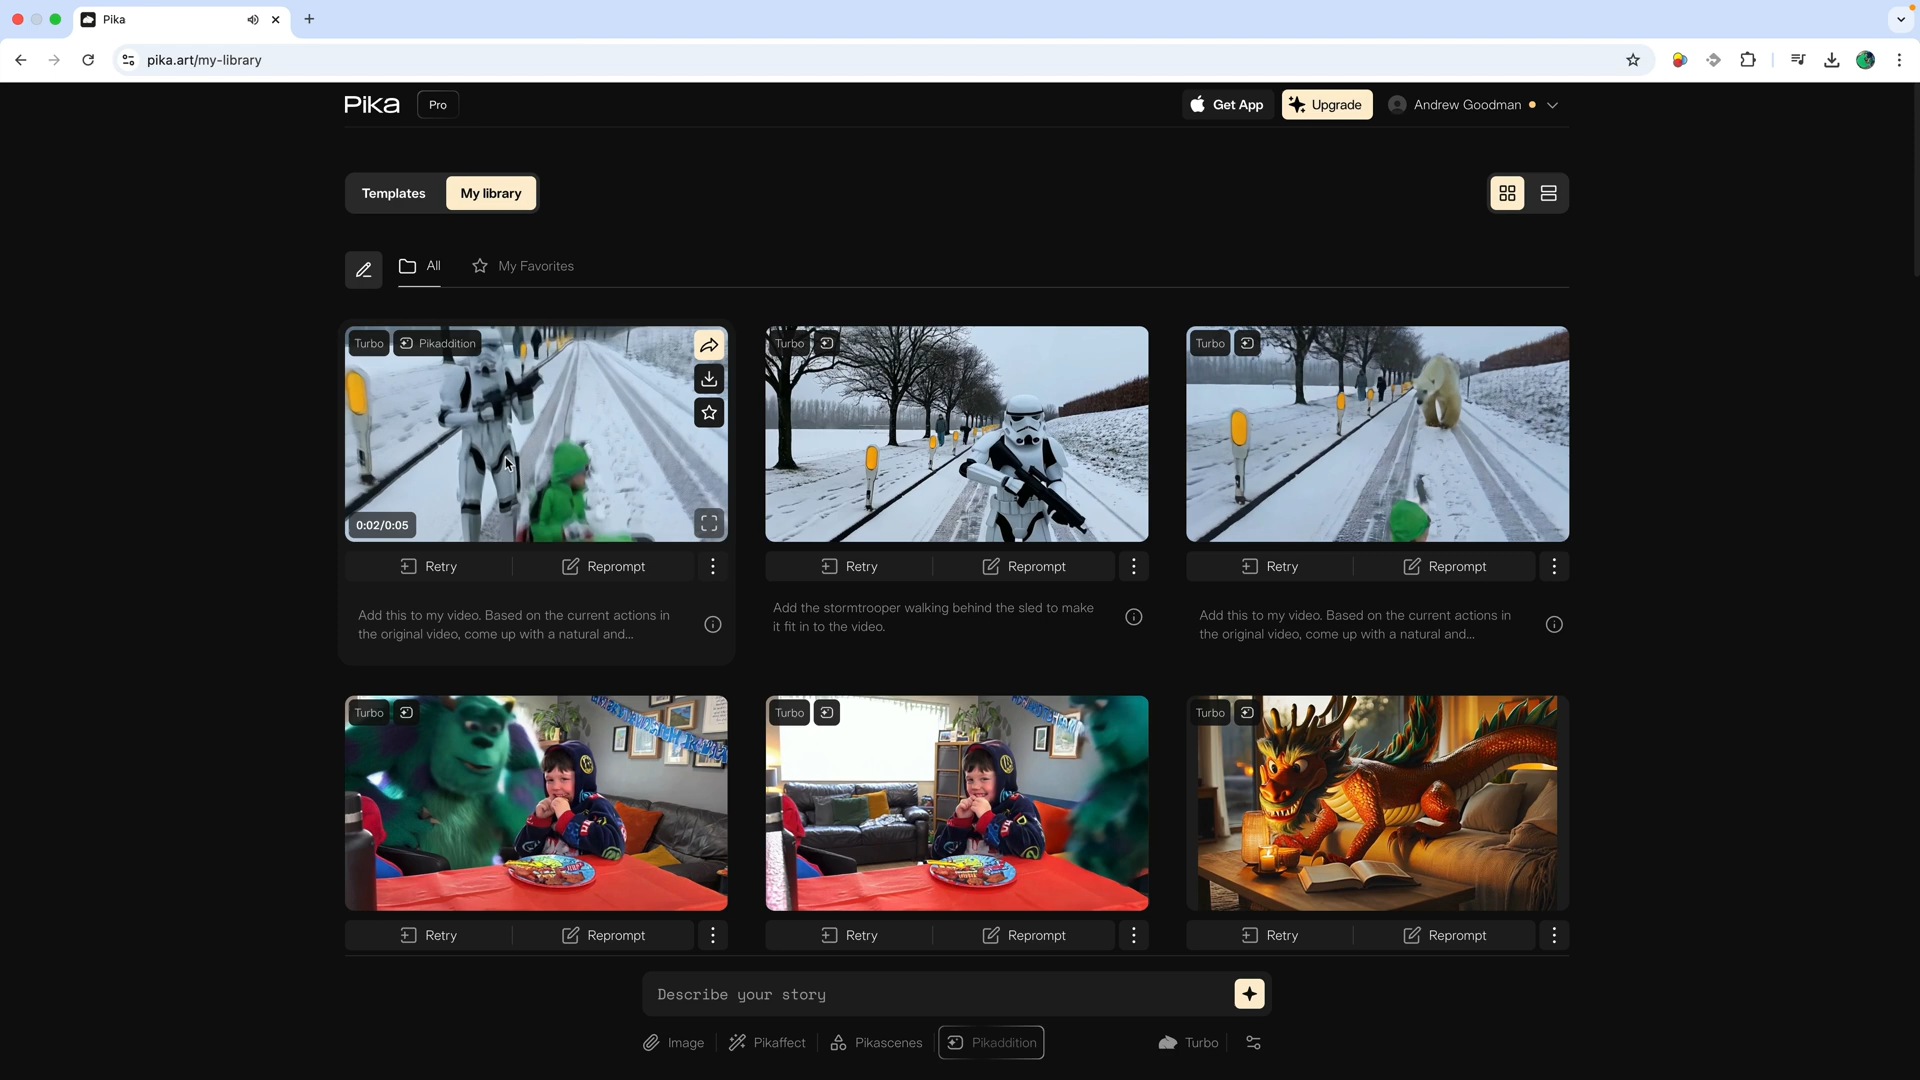 Pika
pika.art/my-library
Pika
Pro
Get App
Upgrade
Andrew Goodman
Templates
My library
All
My Favorites
Turbo
Pikaddition
0:02/0:05
Turbo
Turbo
Retry
Reprompt
Retry
Reprompt
Retry
Reprompt
Add this to my video. Based on the current actions in
the original video, come up with a natural and...
Add the stormtrooper walking behind the sled to make
it fit in to the video.
Add this to my video. Based on the current actions in
the original video, come up with a natural and...
Turbo
Turbo
Turbo
Retry
Reprompt
Retry
Reprompt
Retry
Reprompt
Describe your story
Image
Pikaffect
Pikascenes
Pikaddition
Turbo